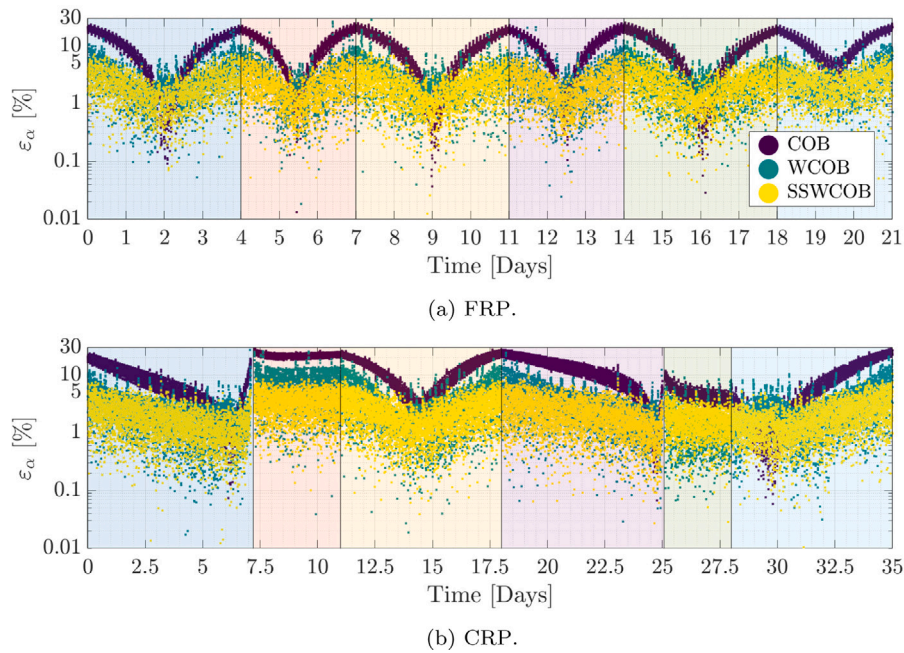 30
10
5
1
0.1
0.01
ε_α [%]
COB
WCOB
SSWCOB
0 1 2 3 4 5 6 7 8 9 10 11 12 13 14 15 16 17 18 19 20 21
Time [Days]
(a) FRP.
30
10
5
1
0.1
0.01
ε_α [%]
0 2.5 5 7.5 10 12.5 15 17.5 20 22.5 25 27.5 30 32.5 35
Time [Days]
(b) CRP.